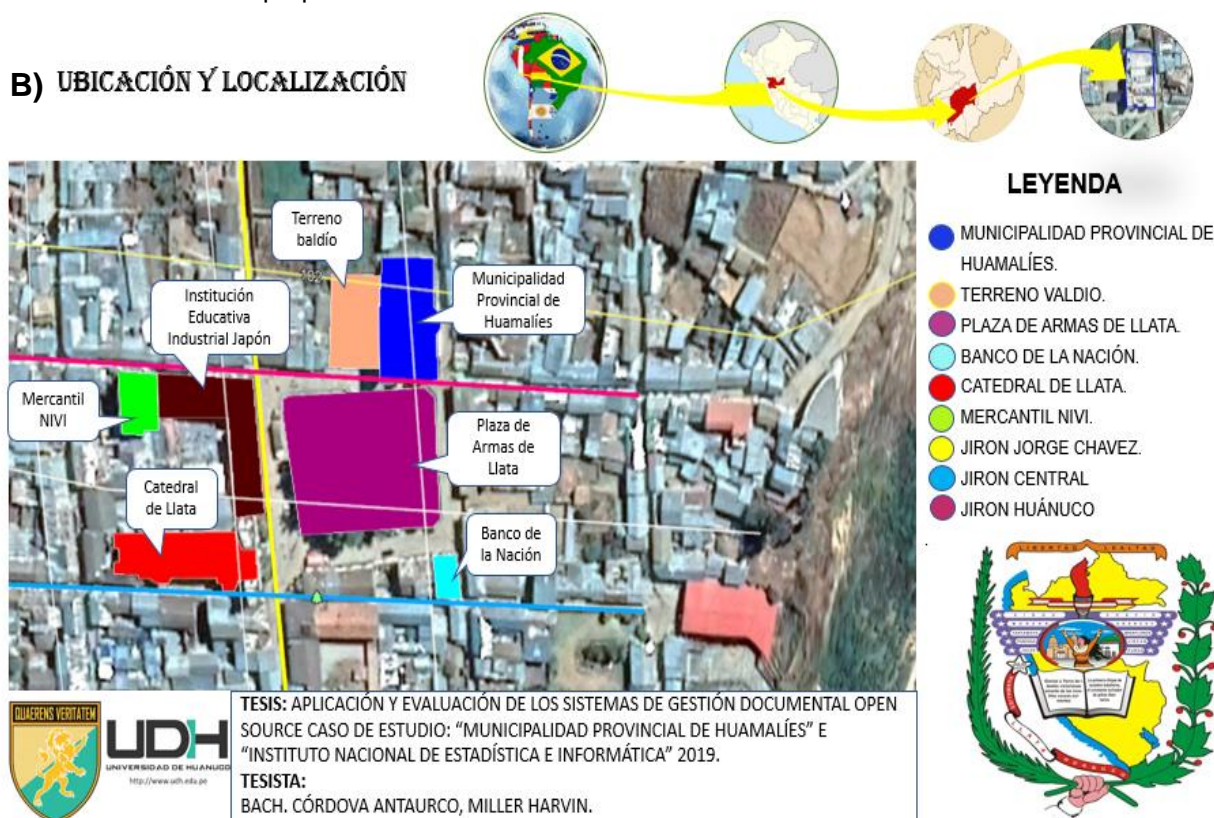 B) UBICACIÓN Y LOCALIZACIÓN
Terreno
baldío
102
Institución
Educativa
Industrial Japón
Municipalidad
Provincial de
Huamalíes
Mercantil
NIVI
Plaza de
Armas de
Llata
Catedral
de Llata
Banco de
la Nación
LEYENDA
MUNICIPALIDAD PROVINCIAL DE
HUAMALÍES.
TERRENO VALDIO.
PLAZA DE ARMAS DE LLATA.
BANCO DE LA NACIÓN.
CATEDRAL DE LLATA.
MERCANTIL NIVI.
JIRON JORGE CHAVEZ.
JIRON CENTRAL
JIRON HUÁNUCO
QUAERENS VERITATEM
UDH
UNIVERSIDAD DE HUANUCO
http://www.udh.edu.pe
TESIS: APLICACIÓN Y EVALUACIÓN DE LOS SISTEMAS DE GESTIÓN DOCUMENTAL OPEN
SOURCE CASO DE ESTUDIO: “MUNICIPALIDAD PROVINCIAL DE HUAMALÍES” E
“INSTITUTO NACIONAL DE ESTADÍSTICA E INFORMÁTICA” 2019.
TESISTA:
BACH. CÓRDOVA ANTAURCO, MILLER HARVIN.